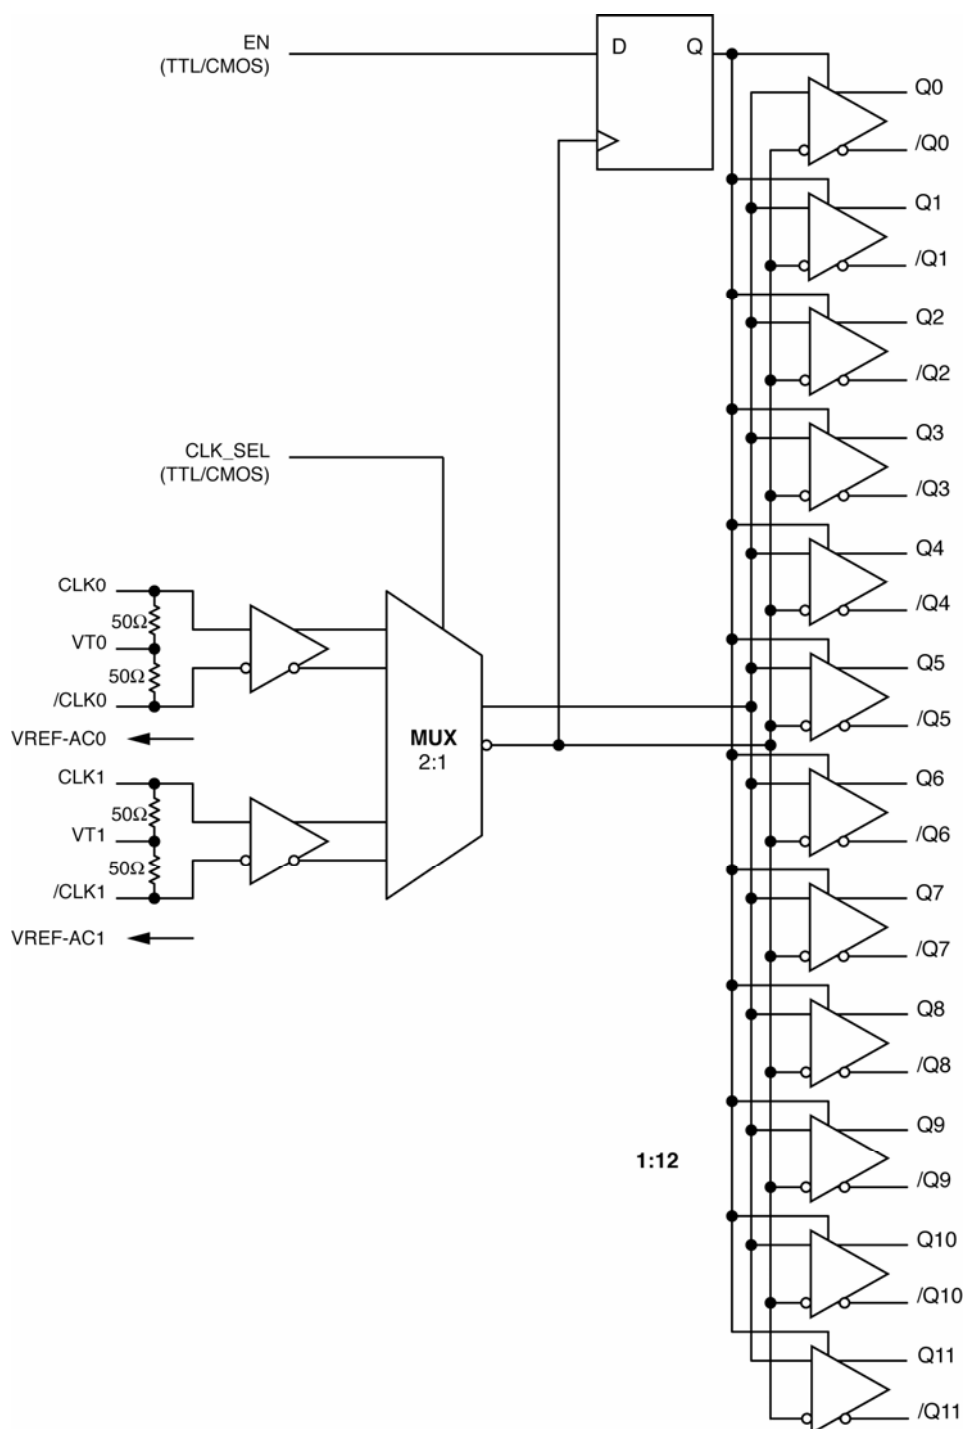 EN
(TTL/CMOS)
D
Q
Q0
/Q0
Q1
/Q1
Q2
/Q2
Q3
/Q3
CLK_SEL
(TTL/CMOS)
Q4
/Q4
CLK0
50Ω
VT0
50Ω
/CLK0
VREF-AC0
MUX
2:1
CLK1
50Ω
VT1
50Ω
/CLK1
VREF-AC1
Q5
/Q5
Q6
/Q6
Q7
/Q7
Q8
/Q8
1:12
Q9
/Q9
Q10
/Q10
Q11
/Q11